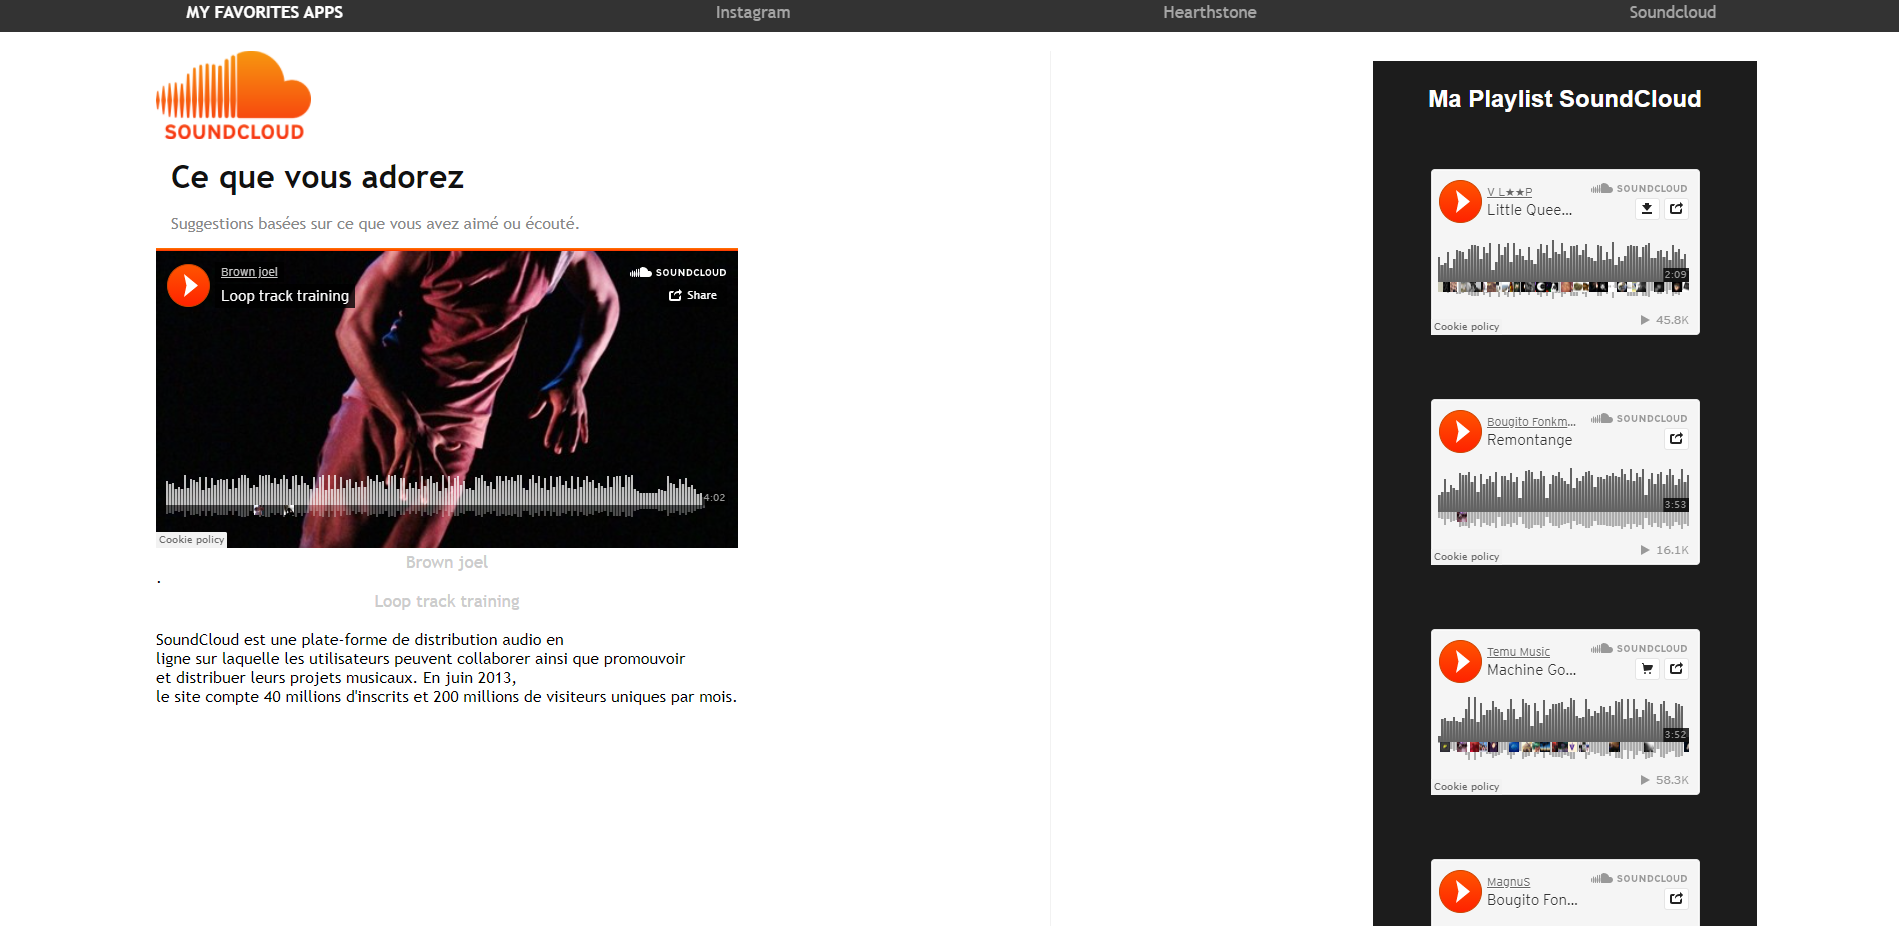 MY FAVORITES APPS
Instagram
Hearthstone
Soundcloud
SOUNDCLOUD
Ce que vous adorez
Suggestions basées sur ce que vous avez aimé ou écouté.
Brown joel
Loop track training
SOUNDCLOUD
Share
4:02
Cookie policy
Brown joel
.
Loop track training
SoundCloud est une plate-forme de distribution audio en
ligne sur laquelle les utilisateurs peuvent collaborer ainsi que promouvoir
et distribuer leurs projets musicaux. En juin 2013,
le site compte 40 millions d'inscrits et 200 millions de visiteurs uniques par mois.
Ma Playlist SoundCloud
V L★★P
SOUNDCLOUD
Little Quee...
2:09
45.8K
Cookie policy
Bougito Fonkm...
SOUNDCLOUD
Remontange
3:53
16.1K
Cookie policy
Temu Music
SOUNDCLOUD
Machine Go...
3:52
58.3K
Cookie policy
MagnuS
SOUNDCLOUD
Bougito Fon...